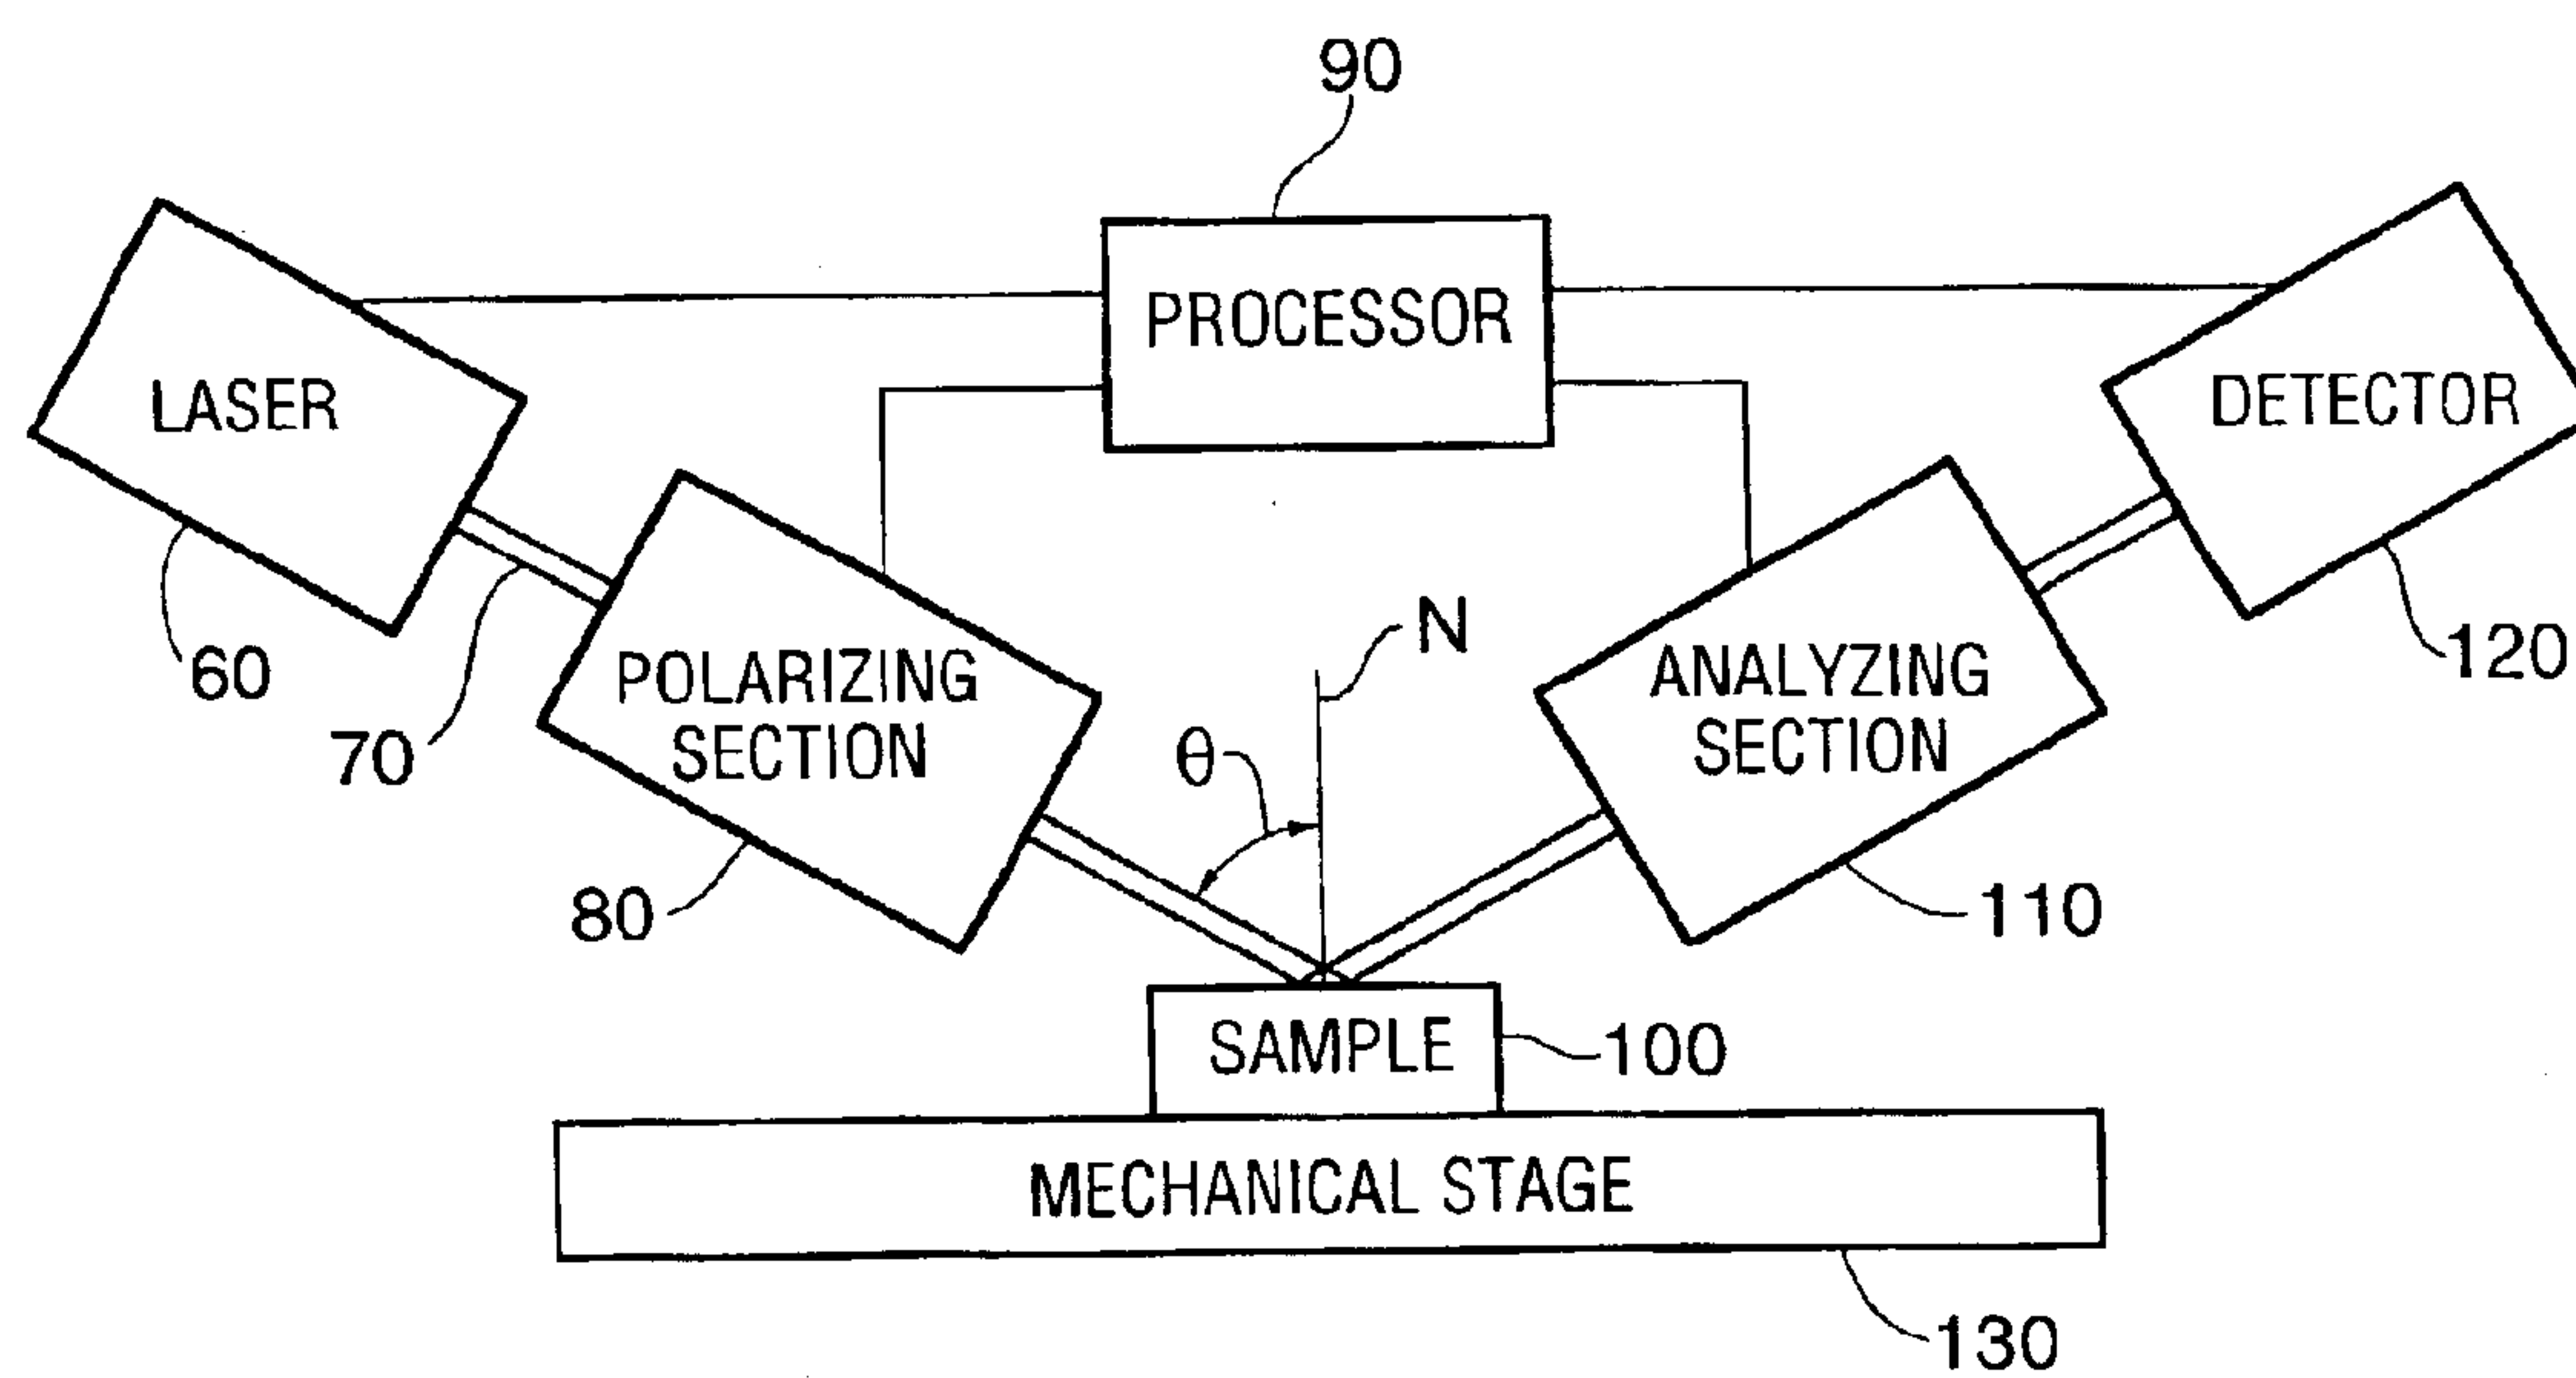 90
PROCESSOR
LASER
DETECTOR
60
70
POLARIZING
SECTION
N
θ
ANALYZING
SECTION
120
80
110
SAMPLE
100
MECHANICAL STAGE
130